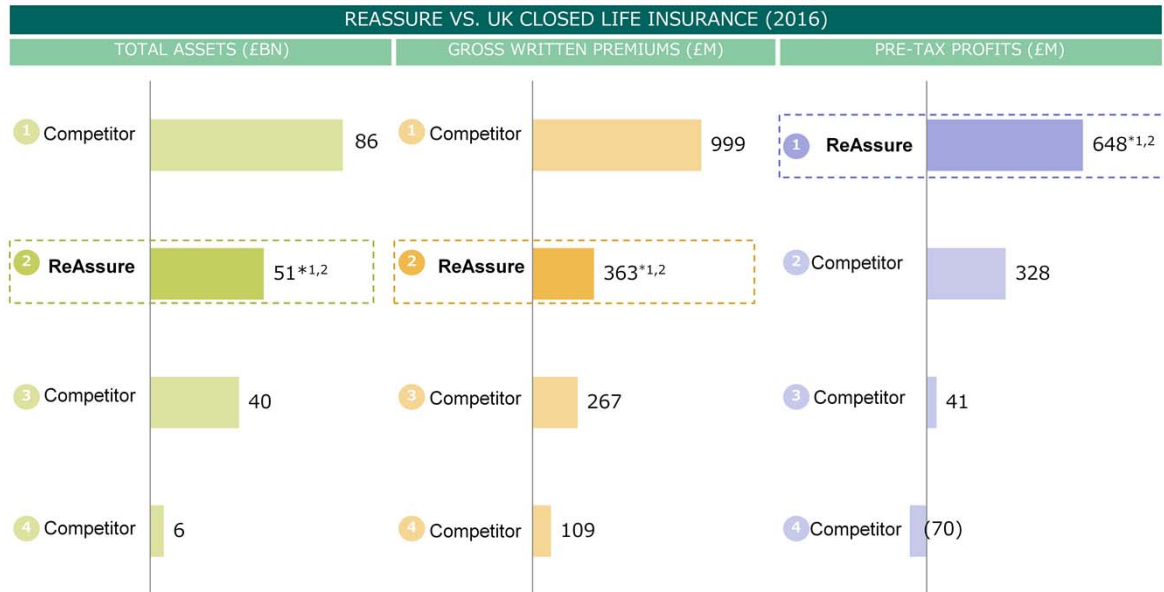 REASSURE VS. UK CLOSED LIFE INSURANCE (2016)
TOTAL ASSETS (£BN)
1 Competitor 86
2 ReAssure 51*1,2
3 Competitor 40
4 Competitor 6
GROSS WRITTEN PREMIUMS (£M)
1 Competitor 999
2 ReAssure 363*1,2
3 Competitor 267
4 Competitor 109
PRE-TAX PROFITS (£M)
1 ReAssure 648*1,2
2 Competitor 328
3 Competitor 41
4 Competitor (70)